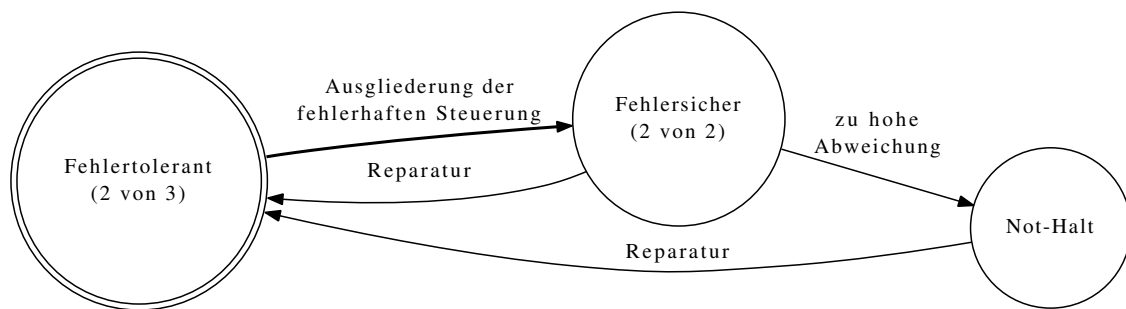 Ausgliederung der
fehlerhaften Steuerung
Fehlersicher
(2 von 2)
zu hohe
Abweichung
Fehlertolerant
(2 von 3)
Reparatur
Not-Halt
Reparatur